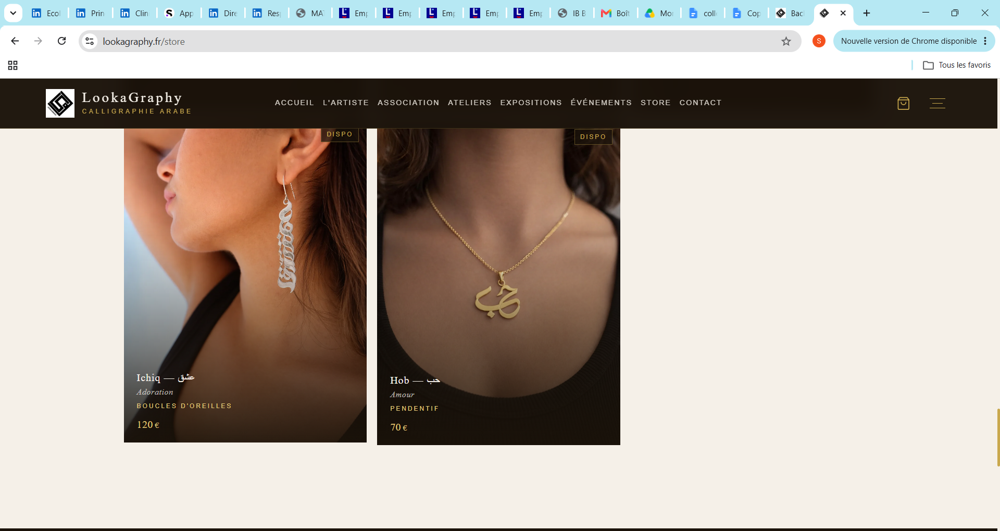 Ecol
Prin
Clin
App
Dire
Res
MA
Emp
Emp
Emp
Emp
Emp
IB B
Boît
Mor
coll
Cop
Bac
lookagraphy.fr/store
S
Nouvelle version de Chrome disponible
Tous les favoris
LookaGraphy
CALLIGRAPHIE ARABE
ACCUEIL L'ARTISTE ASSOCIATION ATELIERS EXPOSITIONS ÉVÉNEMENTS STORE CONTACT
DISPO
Ichiq — عشق
Adoration
BOUCLES D'OREILLES
120 €
DISPO
حب
Hob — حب
Amour
PENDENTIF
70 €